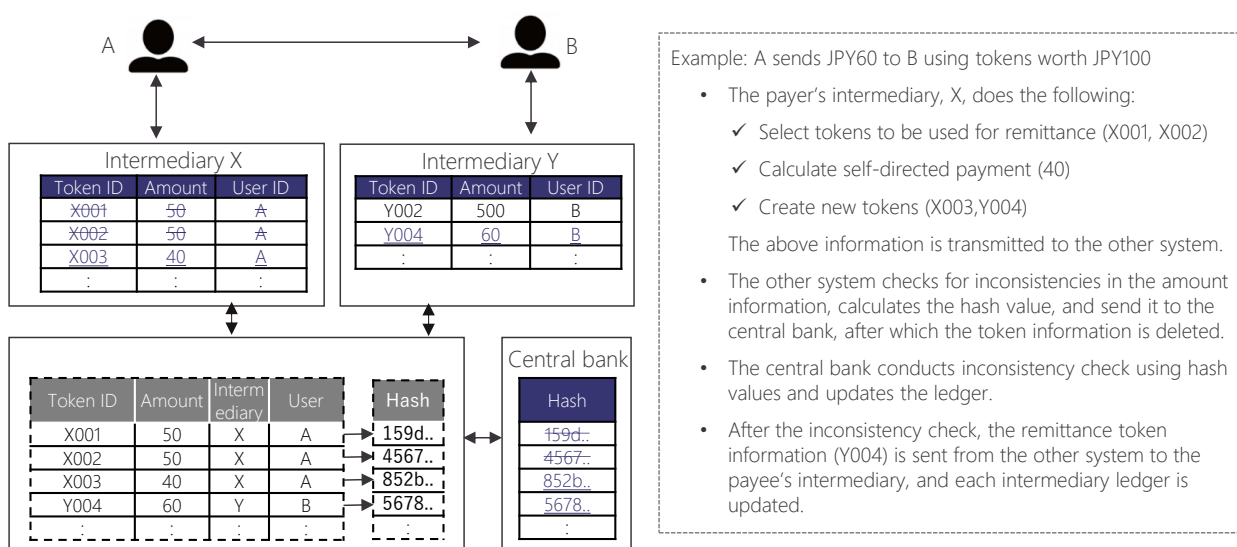 A
B
Intermediary X
Token ID Amount User ID
X001 50 A
X002 50 A
X003 40 A
: : :
Intermediary Y
Token ID Amount User ID
Y002 500 B
Y004 60 B
: : :
Token ID Amount Interm
ediary User Hash
X001 50 X A 159d..
X002 50 X A 4567..
X003 40 X A 852b..
Y004 60 Y B 5678..
: : : : :
Central bank
Hash
159d..
4567..
852b..
5678..
:
Example: A sends JPY60 to B using tokens worth JPY100
• The payer's intermediary, X, does the following:
✓ Select tokens to be used for remittance (X001, X002)
✓ Calculate self-directed payment (40)
✓ Create new tokens (X003,Y004)
The above information is transmitted to the other system.
• The other system checks for inconsistencies in the amount
information, calculates the hash value, and send it to the
central bank, after which the token information is deleted.
• The central bank conducts inconsistency check using hash
values and updates the ledger.
• After the inconsistency check, the remittance token
information (Y004) is sent from the other system to the
payee's intermediary, and each intermediary ledger is
updated.